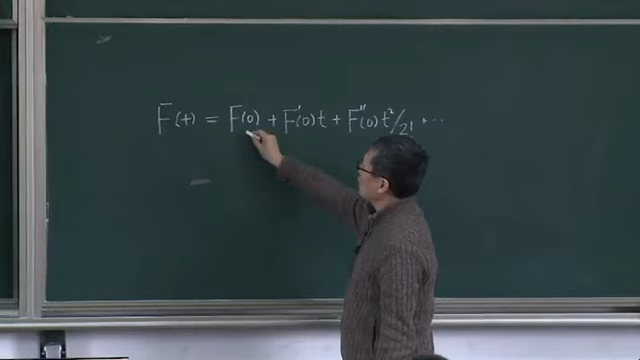 F(t) = F(0) + F'(0)t + F''(0)t²/2! + ...